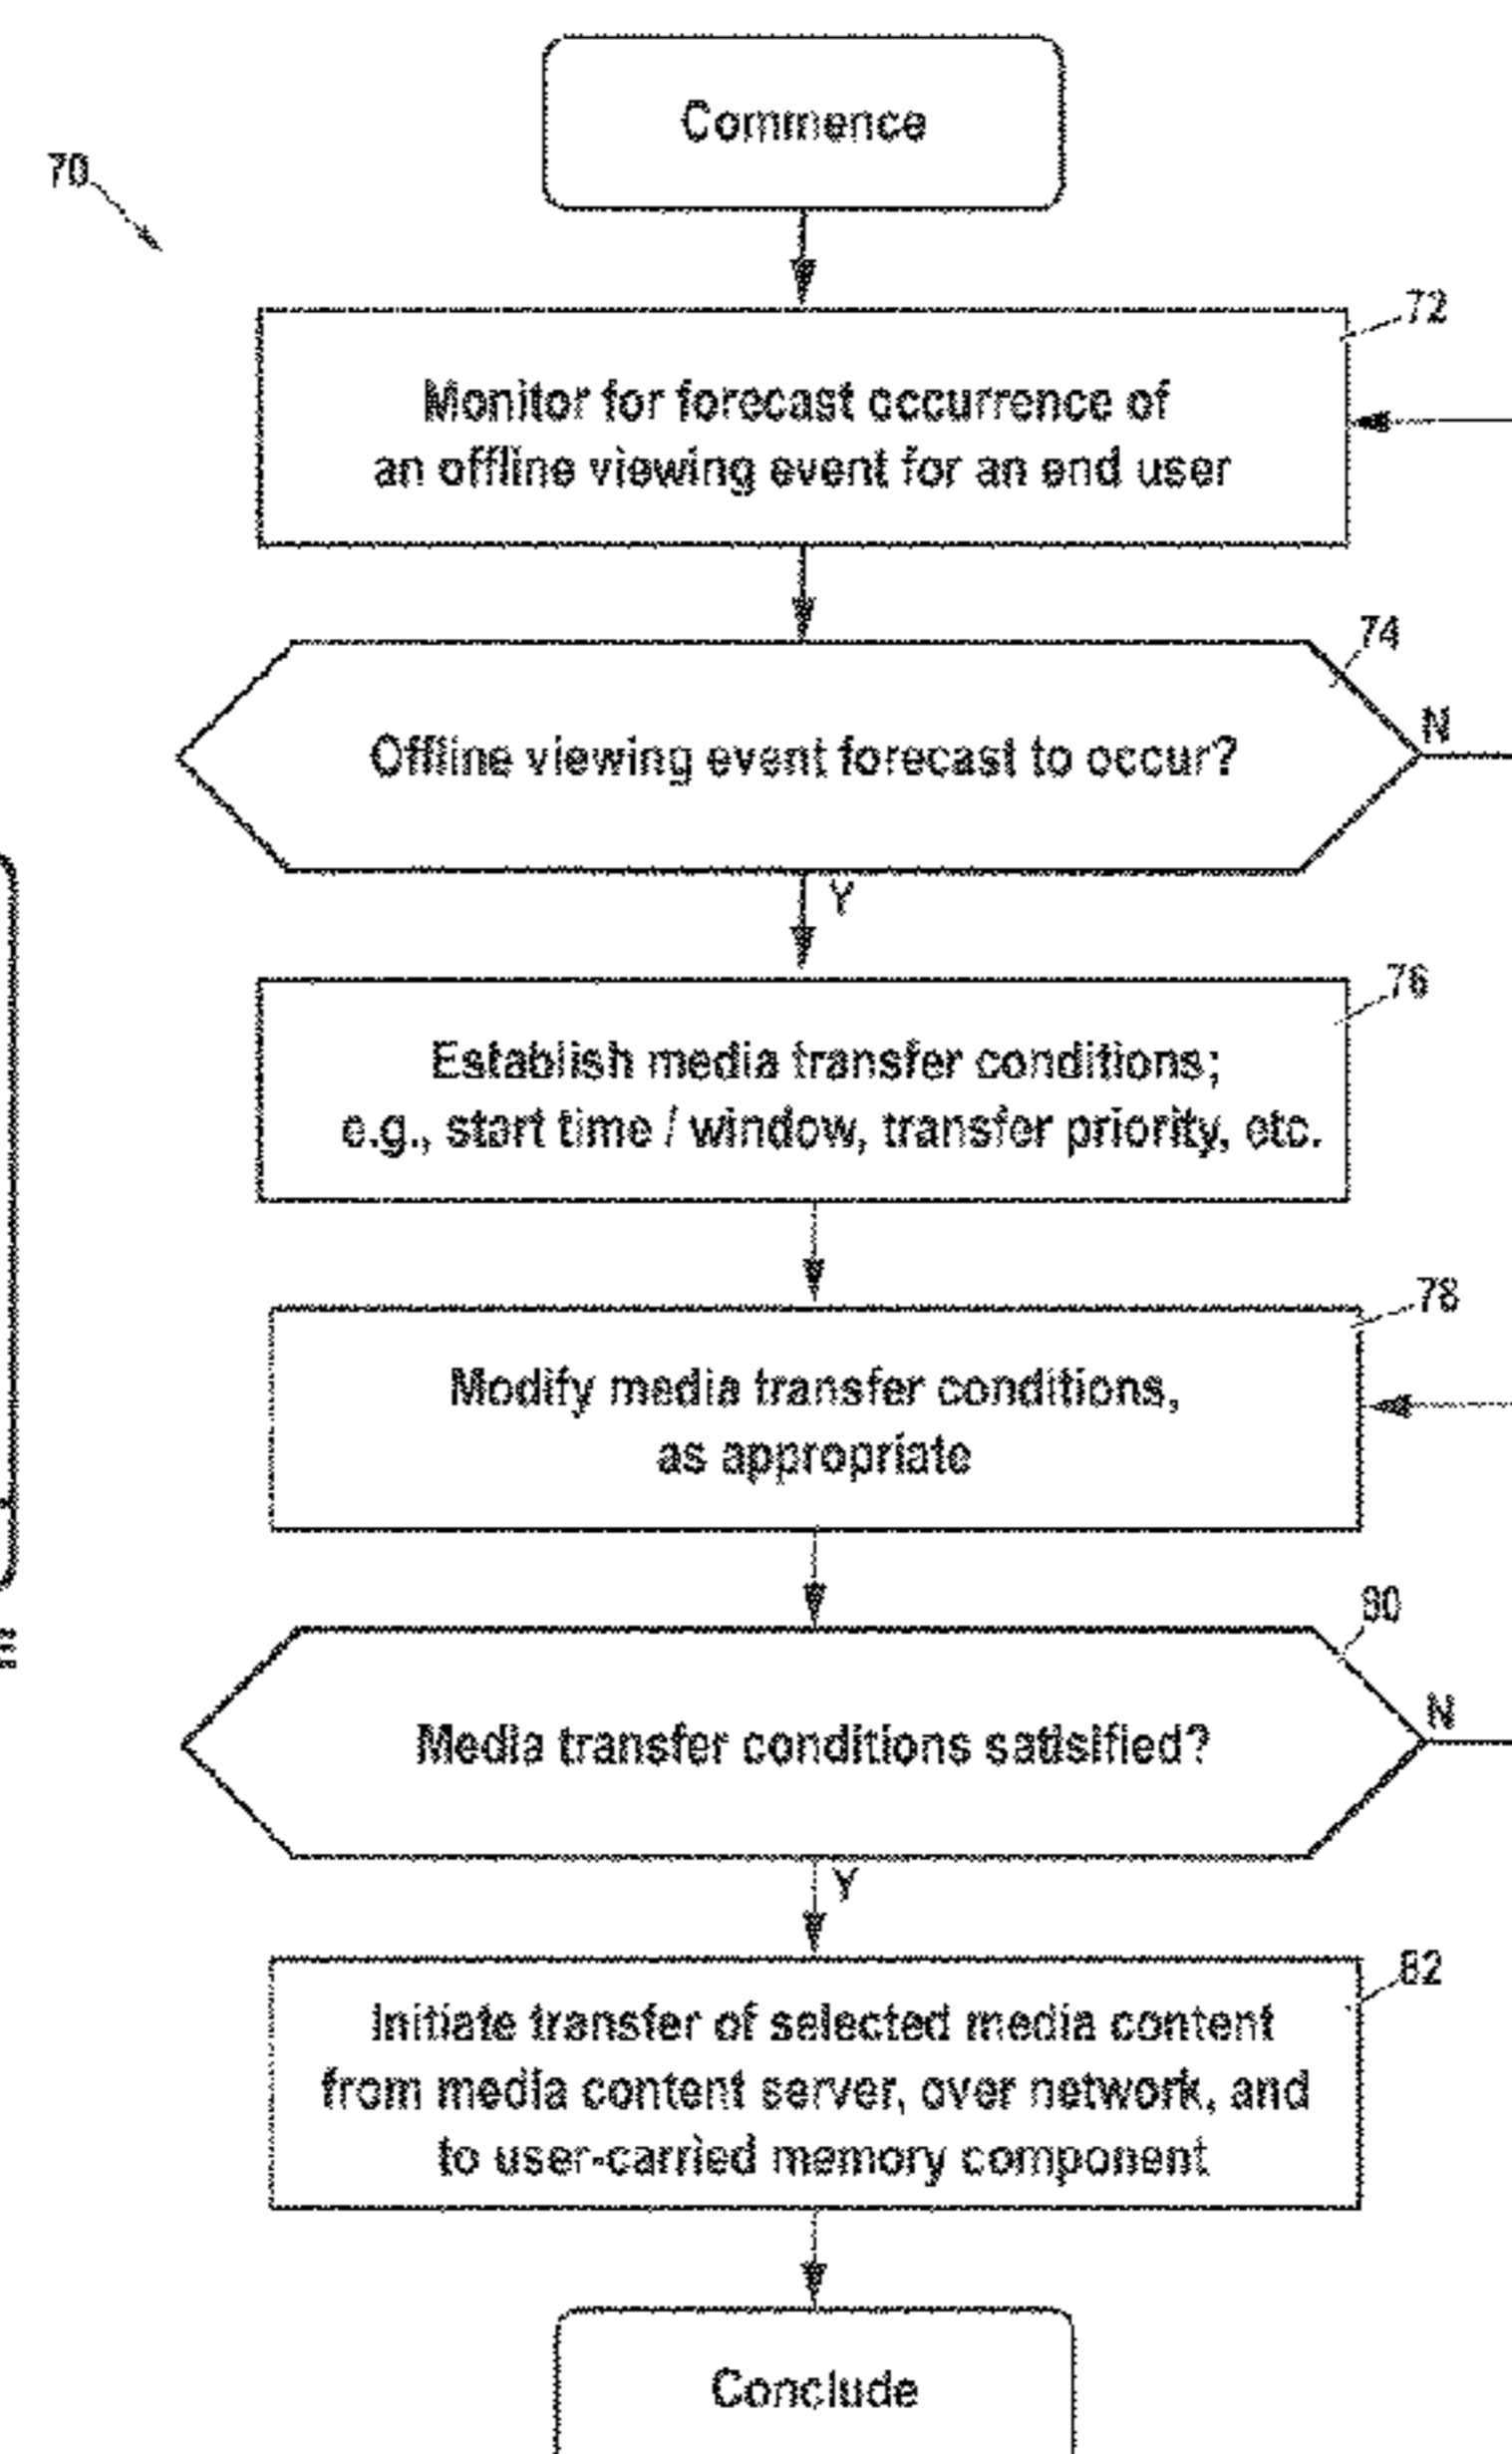 Commence
70
72
Monitor for forecast occurrence of
an offline viewing event for an end user
74
Offline viewing event forecast to occur?
N
Y
76
Establish media transfer conditions;
e.g., start time / window, transfer priority, etc.
78
Modify media transfer conditions,
as appropriate
80
Media transfer conditions satisified?
N
Y
82
Initiate transfer of selected media content
from media content server, over network, and
to user-carried memory component
Conclude